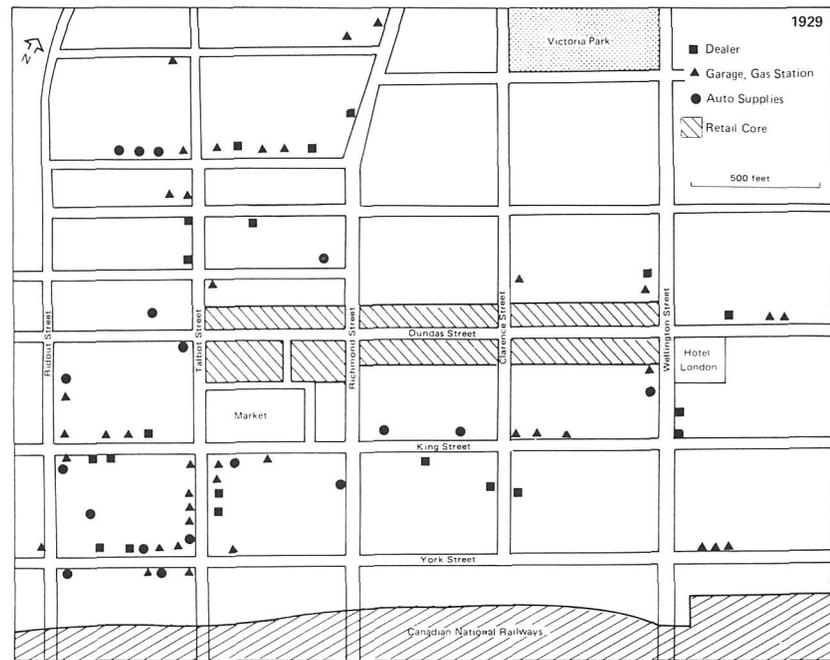 1929
N
Victoria Park
Dealer
Garage, Gas Station
Auto Supplies
Retail Core
500 feet
Ridout Street
Talbot Street
Richmond Street
Dundas Street
Clarence Street
Wellington Street
Hotel
London
Market
King Street
York Street
Canadian National Railways